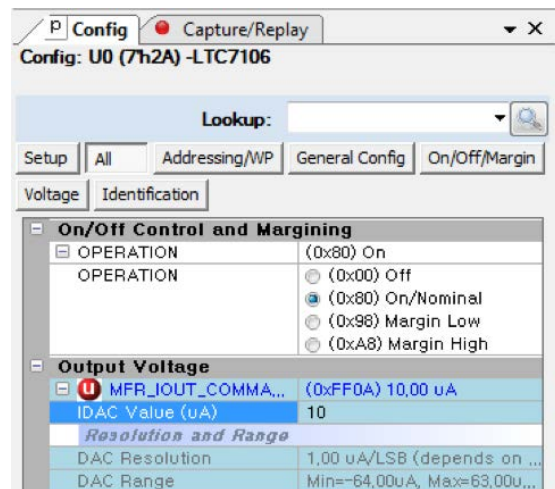 P Config Capture/Replay
Config: U0 (7'h2A) -LTC7106
Lookup:
Setup All Addressing/WP General Config On/Off/Margin
Voltage Identification
On/Off Control and Margining
OPERATION (0x80) On
OPERATION (0x00) Off
(0x80) On/Nominal
(0x98) Margin Low
(0xA8) Margin High
Output Voltage
U MFR_IOUT_COMMA... (0xFF0A) 10,00 uA
IDAC Value (uA) 10
Resolution and Range
DAC Resolution 1,00 uA/LSB (depends on ...
DAC Range Min=-64,00uA, Max=63,00u...